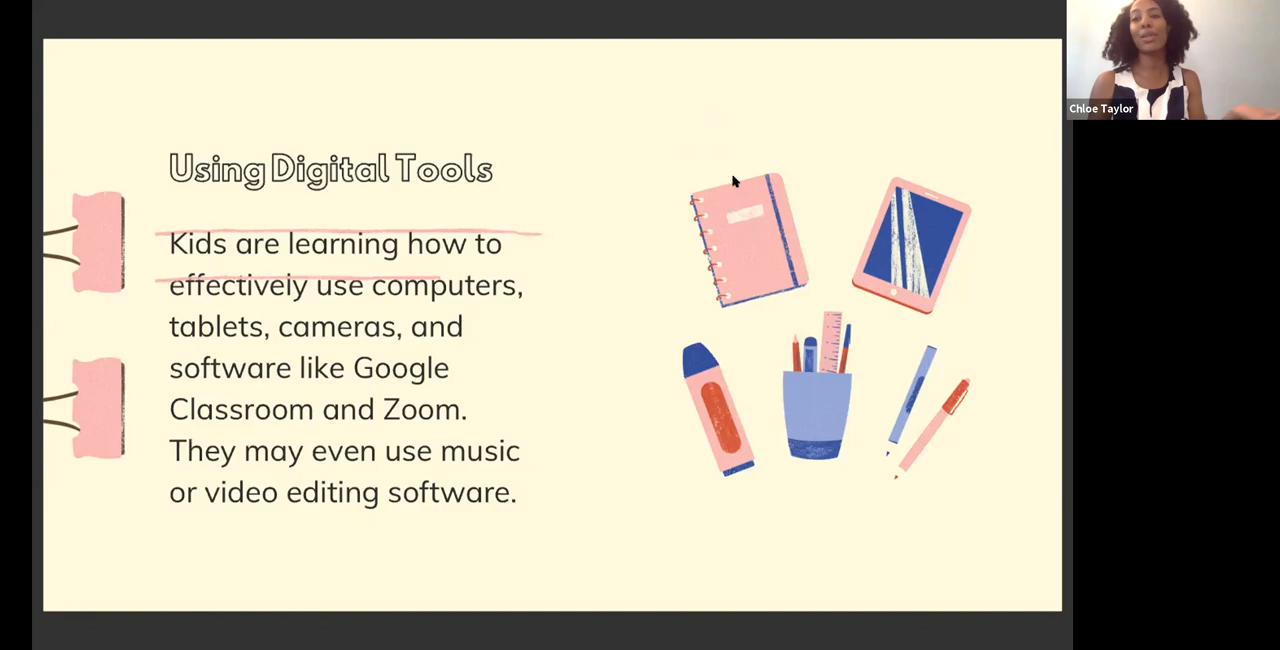 Using Digital Tools
Kids are learning how to
effectively use computers,
tablets, cameras, and
software like Google
Classroom and Zoom.
They may even use music
or video editing software.
Chloe Taylor